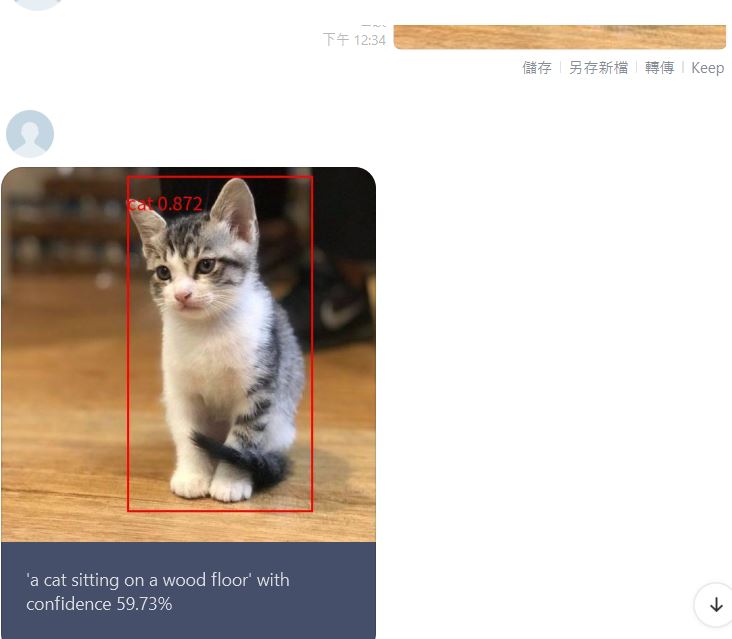 下午 12:34
儲存 | 另存新檔 | 轉傳 | Keep
cat 0.872
'a cat sitting on a wood floor' with
confidence 59.73%